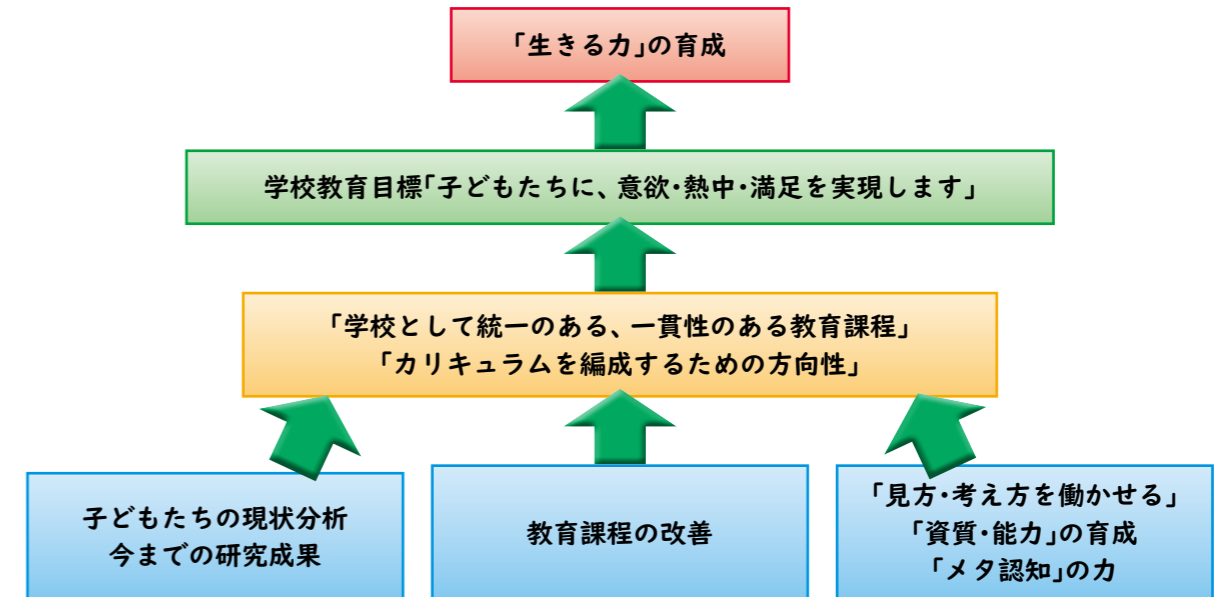 「生きる力」の育成
学校教育目標「子どもたちに、意欲・熱中・満足を実現します」
「学校として統一のある、一貫性のある教育課程」
「カリキュラムを編成するための方向性」
子どもたちの現状分析
今までの研究成果
教育課程の改善
「見方・考え方を働かせる」
「資質・能力」の育成
「メタ認知」の力